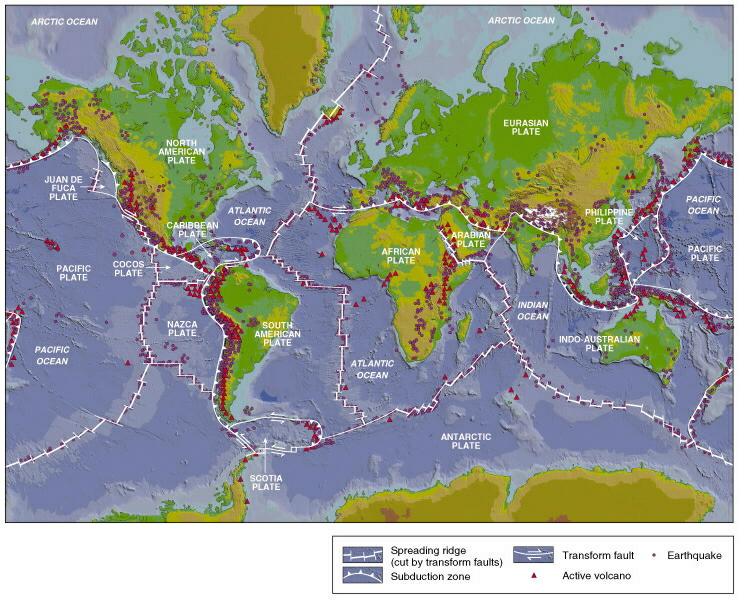 ARCTIC OCEAN
ARCTIC OCEAN
EURASIAN
PLATE
NORTH
AMERICAN
PLATE
JUAN DE
FUCA
PLATE
ATLANTIC
OCEAN
CARIBBEAN
PLATE
PHILIPPINE
PLATE
PACIFIC
OCEAN
ARABIAN
PLATE
AFRICAN
PLATE
PACIFIC
PLATE
COCOS
PLATE
PACIFIC
PLATE
INDIAN
OCEAN
NAZCA
PLATE
SOUTH
AMERICAN
PLATE
INDO-AUSTRALIAN
PLATE
PACIFIC
OCEAN
ATLANTIC
OCEAN
ANTARCTIC
PLATE
SCOTIA
PLATE
Spreading ridge
(cut by transform faults)
Subduction zone
Transform fault
Active volcano
Earthquake